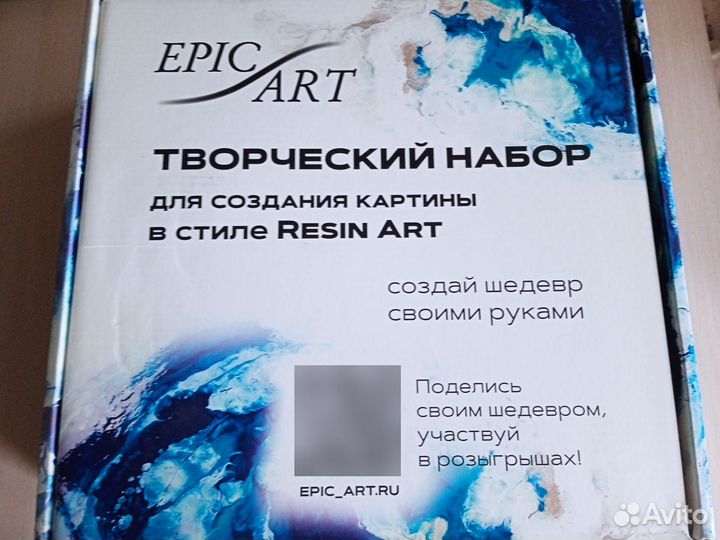 EPIC
ART
ТВОРЧЕСКИЙ НАБОР
ДЛЯ СОЗДАНИЯ КАРТИНЫ
В СТИЛЕ RESIN ART
создай шедевр
своими руками
Поделись
своим шедевром,
участвуй
в розыгрышах!
EPIC_ART.RU
Avito